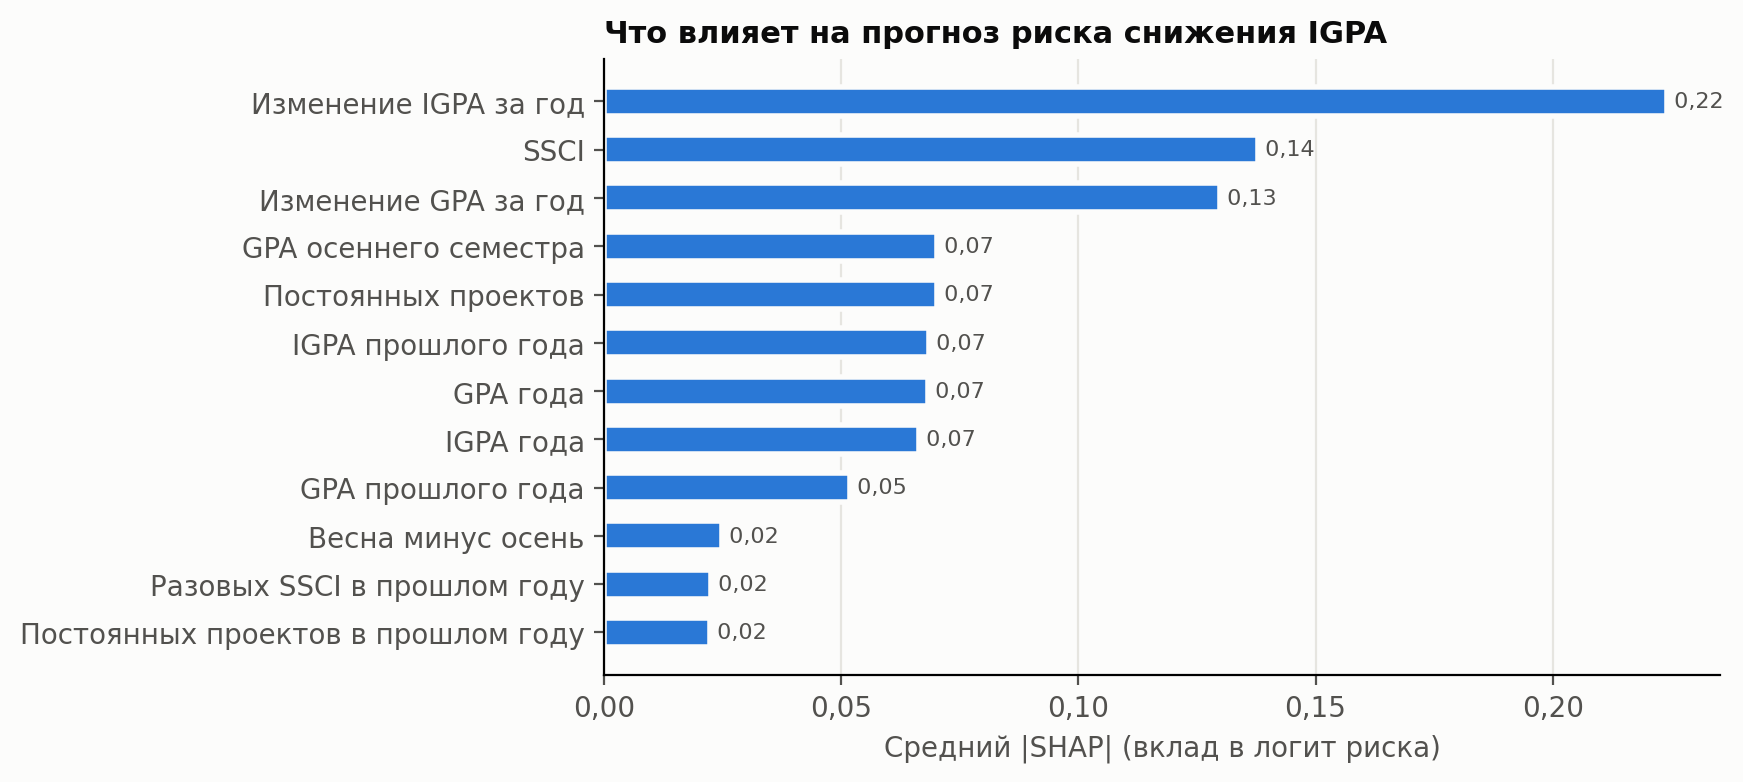 Что влияет на прогноз риска снижения IGPA
Изменение IGPA за год 0,22
SSCI 0,14
Изменение GPA за год 0,13
GPA осеннего семестра 0,07
Постоянных проектов 0,07
IGPA прошлого года 0,07
GPA года 0,07
IGPA года 0,07
GPA прошлого года 0,05
Весна минус осень 0,02
Разовых SSCI в прошлом году 0,02
Постоянных проектов в прошлом году 0,02
0,00 0,05 0,10 0,15 0,20
Средний |SHAP| (вклад в логит риска)